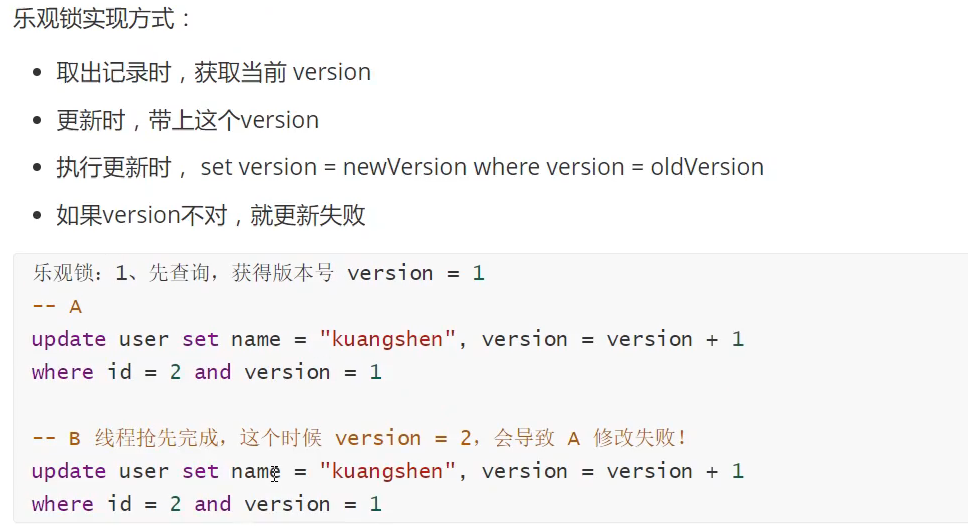 乐观锁实现方式：
取出记录时，获取当前 version
更新时，带上这个version
执行更新时， set version = newVersion where version = oldVersion
如果version不对，就更新失败
乐观锁：1、先查询，获得版本号 version = 1
-- A
update user set name = "kuangshen", version = version + 1
where id = 2 and version = 1
-- B 线程抢先完成，这个时候 version = 2，会导致 A 修改失败！
update user set name = "kuangshen", version = version + 1
where id = 2 and version = 1